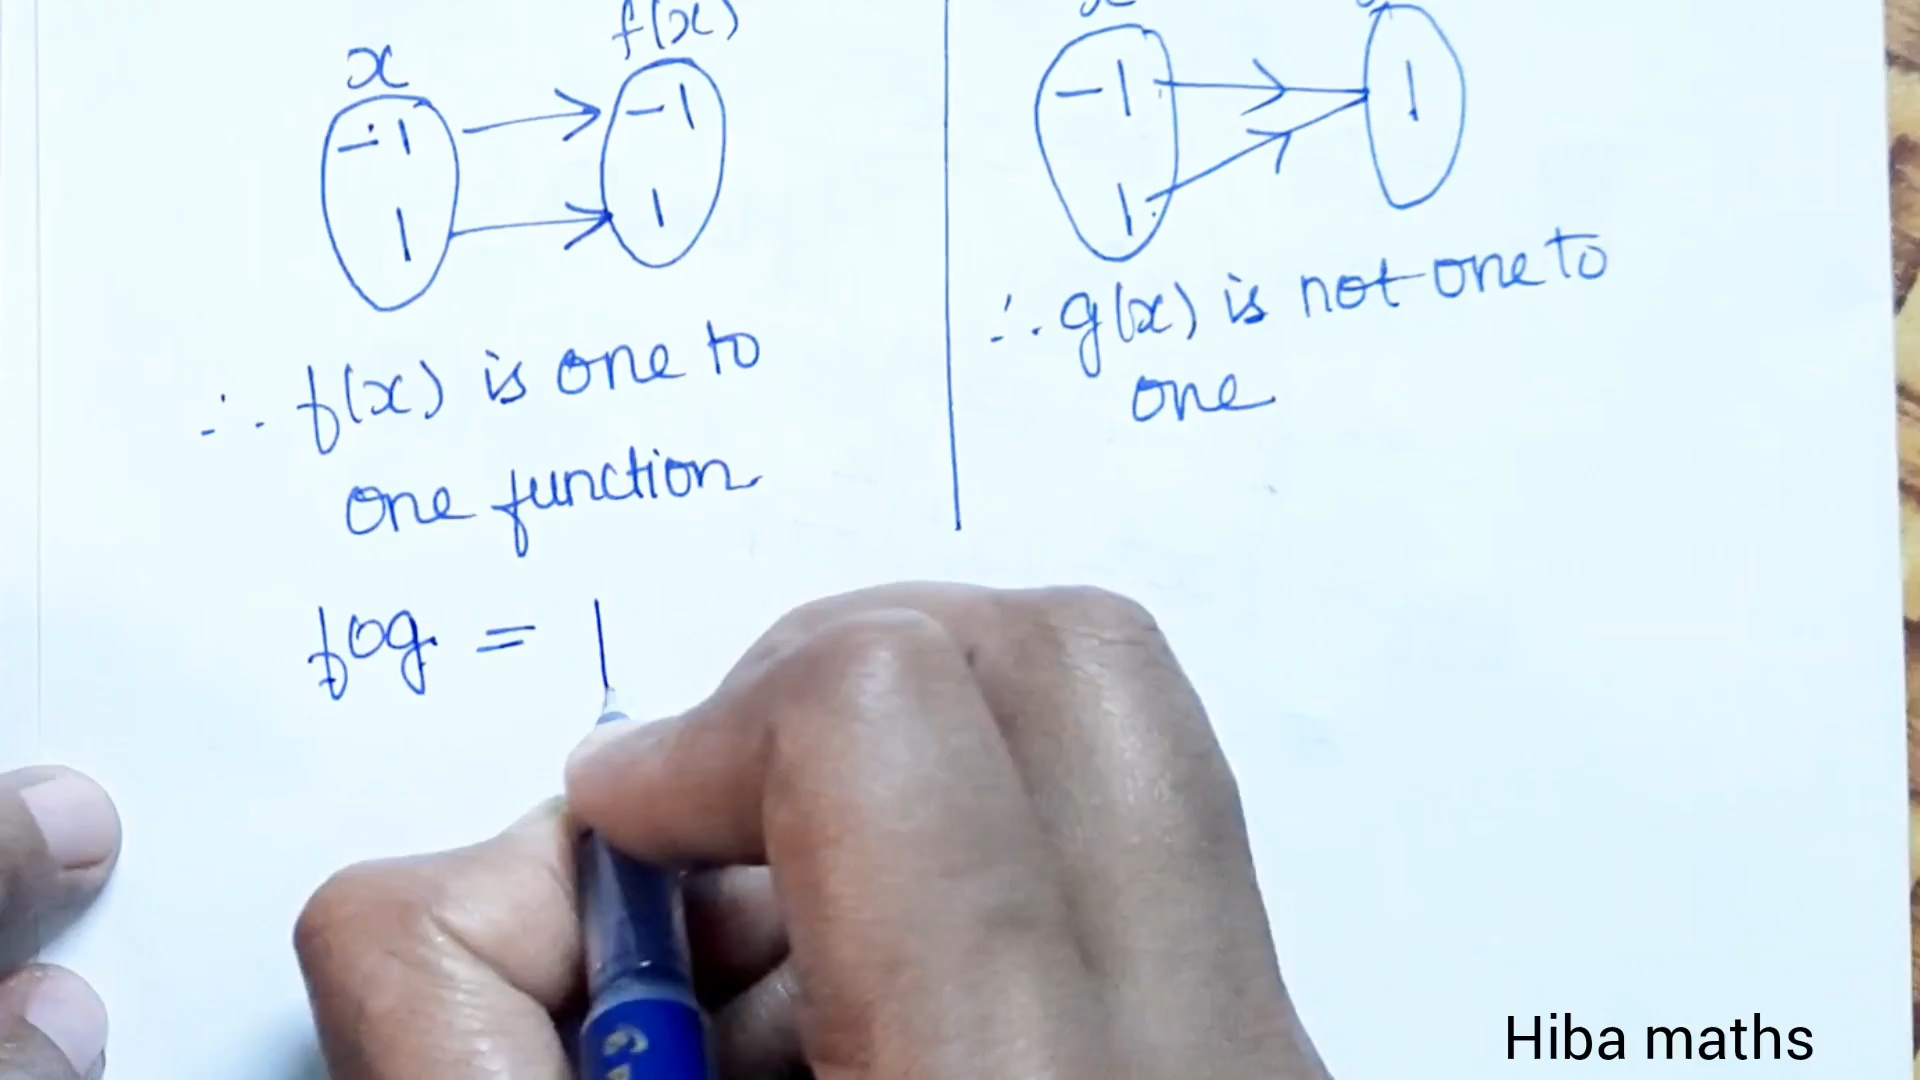 x f(x)
-1 -1
1 1
∴ f(x) is one to
one function
-1 1
1
∴ g(x) is not one to
one
fog =
Hiba maths